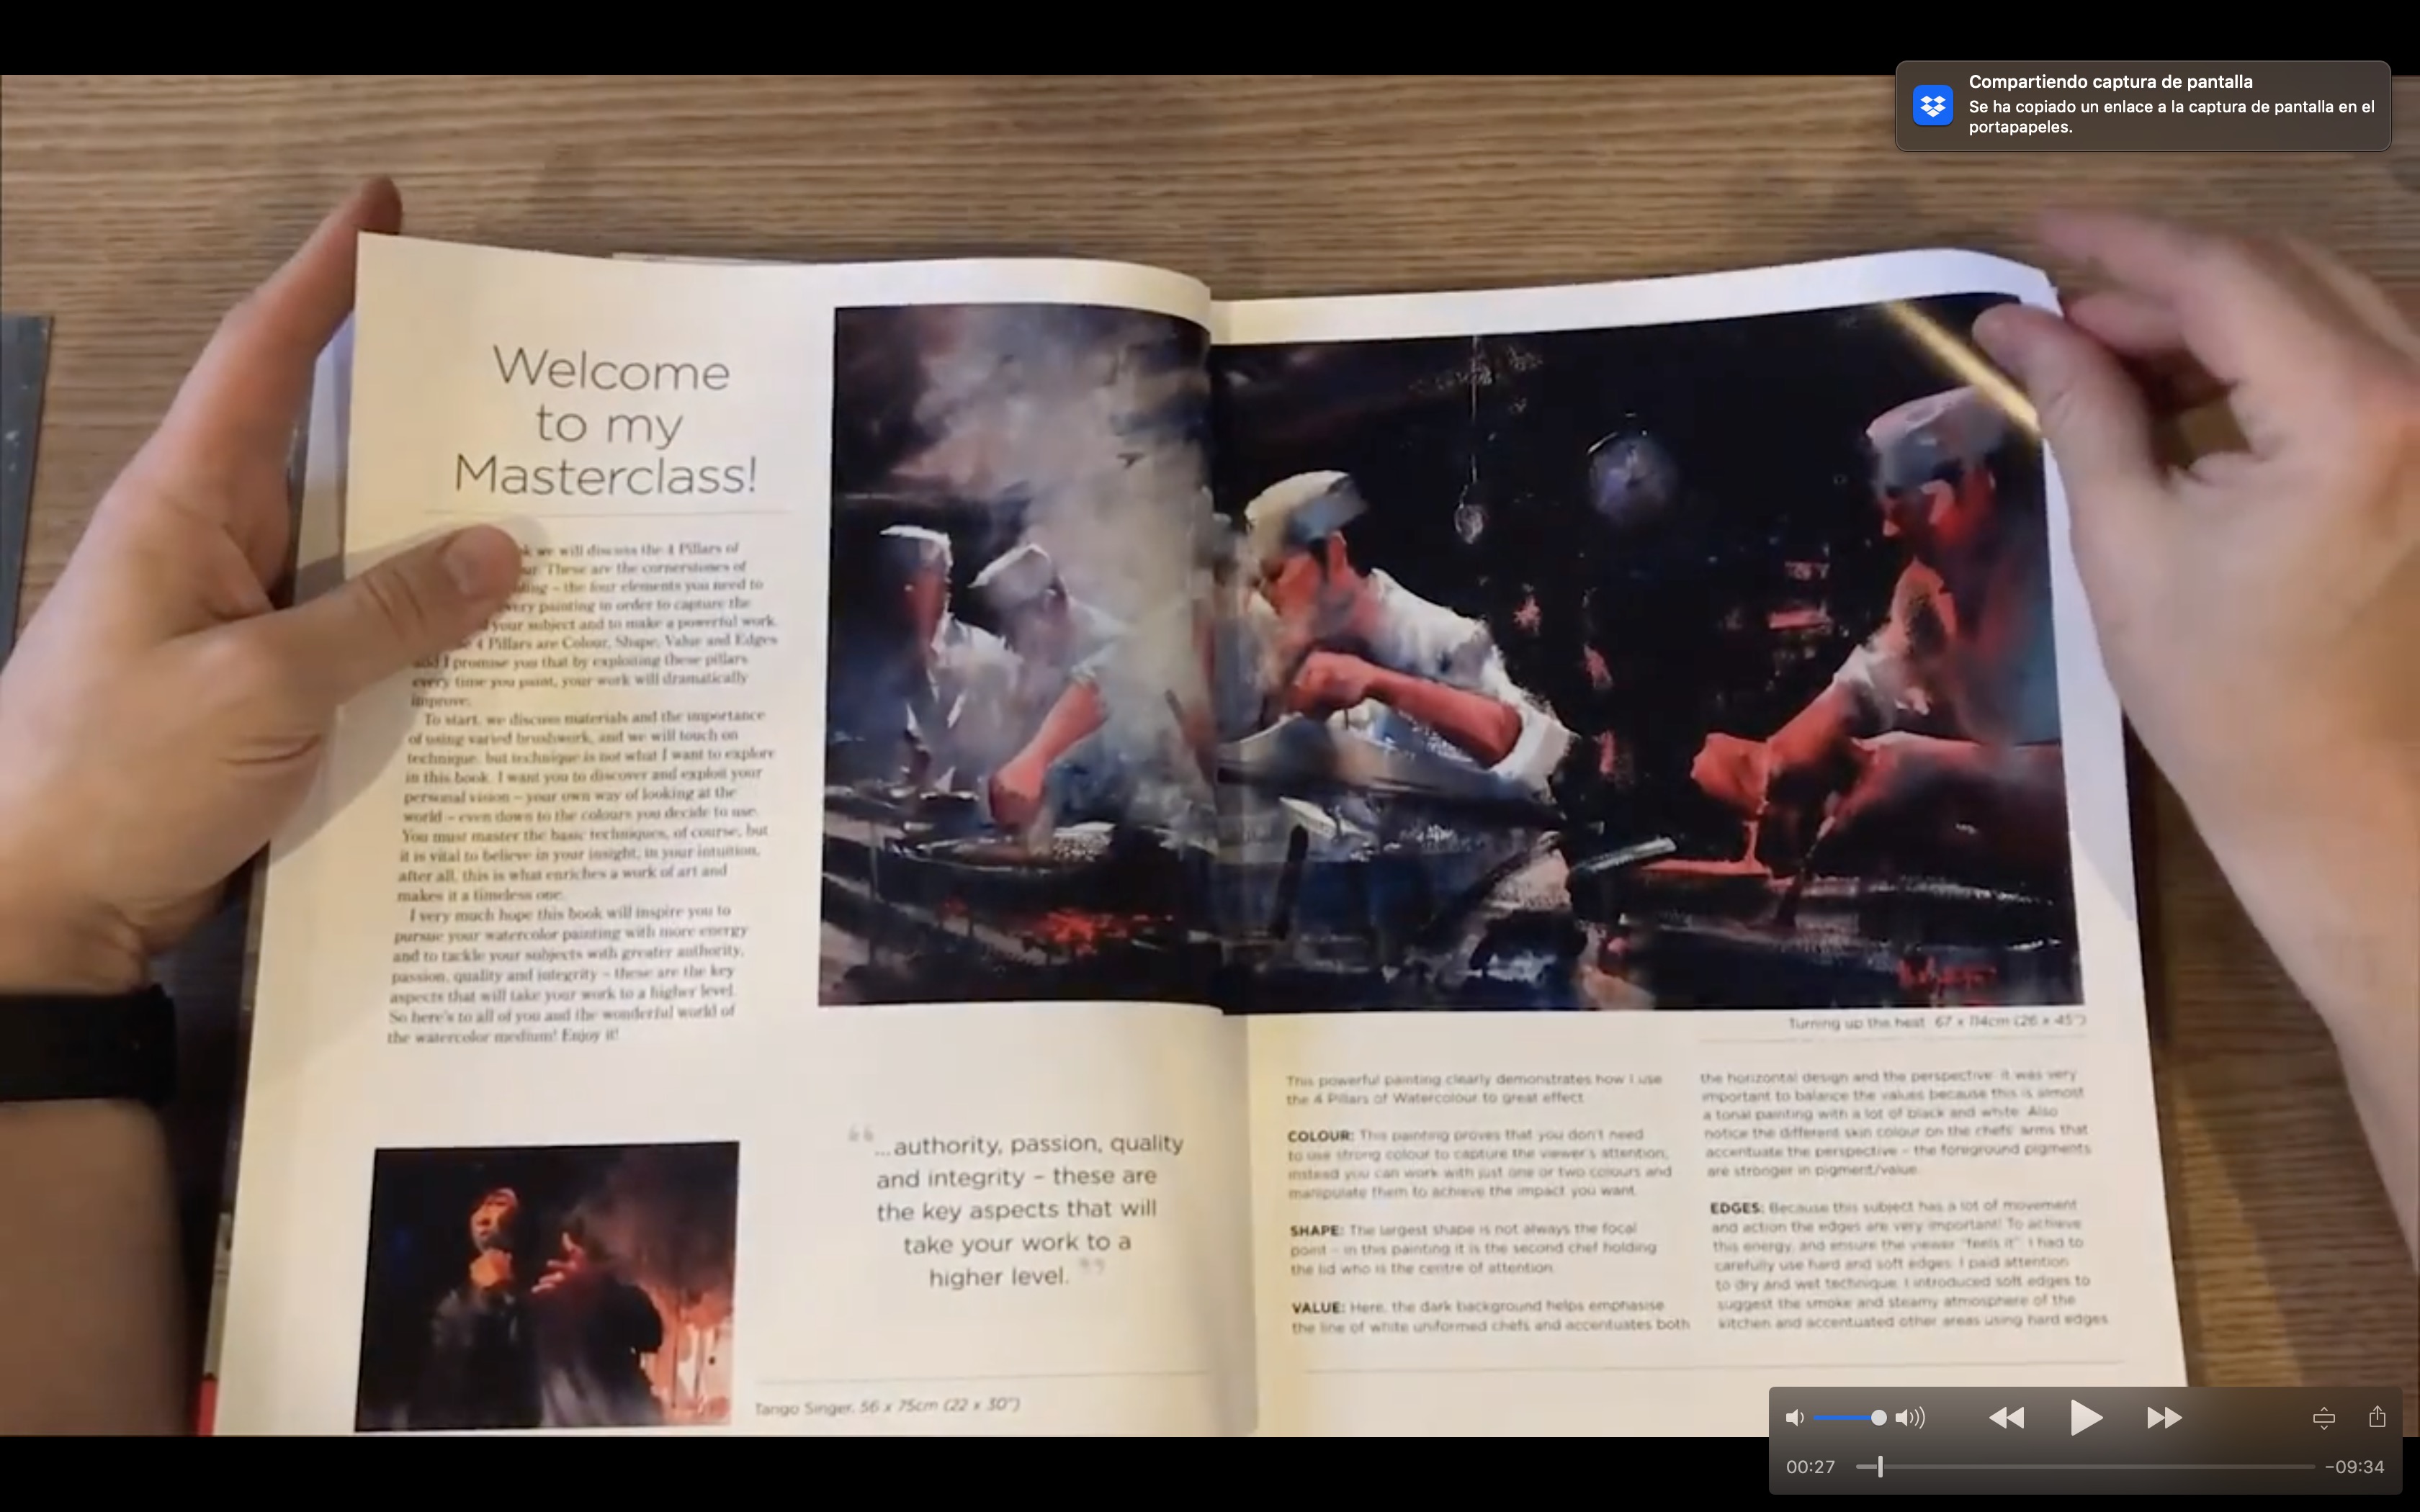 Compartiendo captura de pantalla
Se ha copiado un enlace a la captura de pantalla en el
portapapeles.
Welcome
to my
Masterclass!
we will discuss the 4 Pillars of
These are the cornerstones of
– the four elements you need to
very painting in order to capture the
your subject and to make a powerful work.
4 Pillars are Colour, Shape, Value and Edges
and I promise you that by exploiting these pillars
every time you paint, your work will dramatically
improve.
To start, we discuss materials and the importance
of using varied brushwork, and we will touch on
technique, but technique is not what I want to explore
in this book. I want you to discover and exploit your
personal vision – your own way of looking at the
world – even down to the colours you decide to use.
You must master the basic techniques, of course, but
it is vital to believe in your insight, in your intuition,
after all, this is what enriches a work of art and
makes it a timeless one.
I very much hope this book will inspire you to
pursue your watercolor painting with more energy
and to tackle your subjects with greater authority,
passion, quality and integrity – these are the key
aspects that will take your work to a higher level.
So here's to all of you and the wonderful world of
the watercolor medium! Enjoy it!
“ ...authority, passion, quality
and integrity – these are
the key aspects that will
take your work to a
higher level. ”
Tango Singer, 56 x 75cm (22 x 30")
Turning up the heat 67 x 114cm (26 x 45")
This powerful painting clearly demonstrates how I use
the 4 Pillars of Watercolour to great effect.
COLOUR: This painting proves that you don't need
to use strong colour to capture the viewer's attention,
instead you can work with just one or two colours and
manipulate them to achieve the impact you want.
SHAPE: The largest shape is not always the focal
point – in this painting it is the second chef holding
the lid who is the centre of attention.
VALUE: Here, the dark background helps emphasise
the line of white uniformed chefs and accentuates both
the horizontal design and the perspective. It was very
important to balance the values because this is almost
a tonal painting with a lot of black and white. Also
notice the different skin colour on the chefs' arms that
accentuate the perspective – the foreground pigments
are stronger in pigment/value.
EDGES: Because this subject has a lot of movement
and action the edges are very important! To achieve
this energy, and ensure the viewer "feels it", I had to
carefully use hard and soft edges. I paid attention
to dry and wet technique. I introduced soft edges to
suggest the smoke and steamy atmosphere of the
kitchen and accentuated other areas using hard edges.
00:27
-09:34